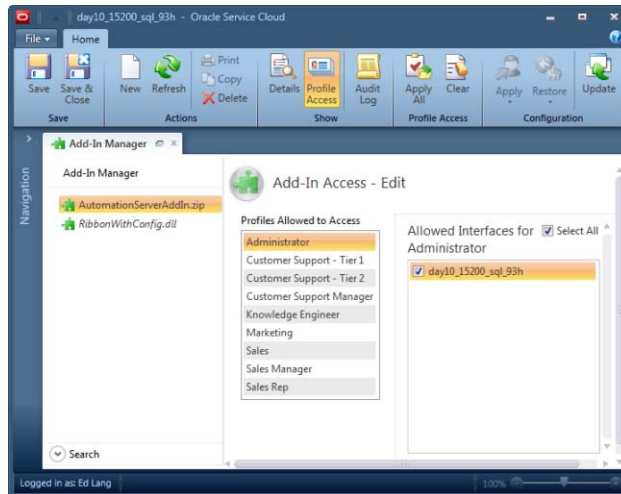 day10_15200_sql_93h - Oracle Service Cloud
File
Home
Save
Save & Close
New
Refresh
Print
Copy
Delete
Details
Profile Access
Audit Log
Apply All
Clear
Apply
Restore
Update
Save
Actions
Show
Profile Access
Configuration
Navigation
Add-In Manager
Add-In Manager
AutomationServerAddIn.zip
RibbonWithConfig.dll
Search
Add-In Access - Edit
Profiles Allowed to Access
Administrator
Customer Support - Tier 1
Customer Support - Tier 2
Customer Support Manager
Knowledge Engineer
Marketing
Sales
Sales Manager
Sales Rep
Allowed Interfaces for
Administrator
Select All
day10_15200_sql_93h
Logged in as: Ed Lang
100%